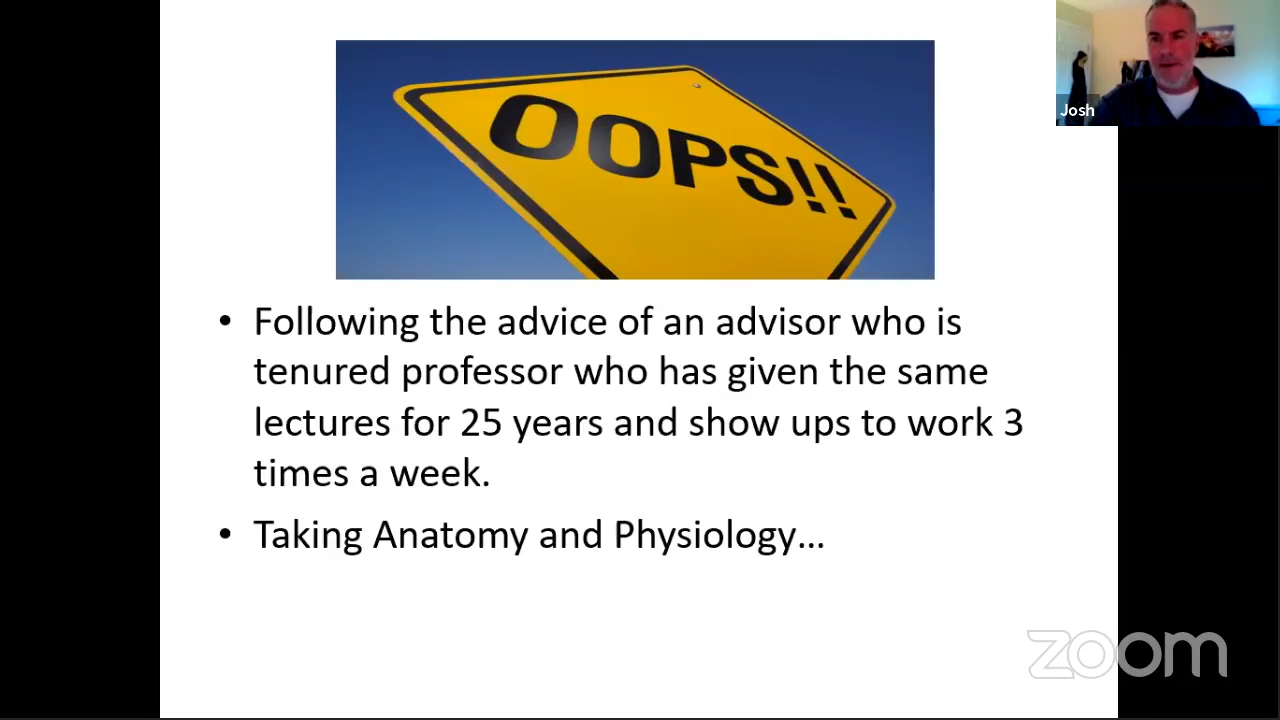 OOPS!!
Josh
• Following the advice of an advisor who is
tenured professor who has given the same
lectures for 25 years and show ups to work 3
times a week.
• Taking Anatomy and Physiology...
zoom